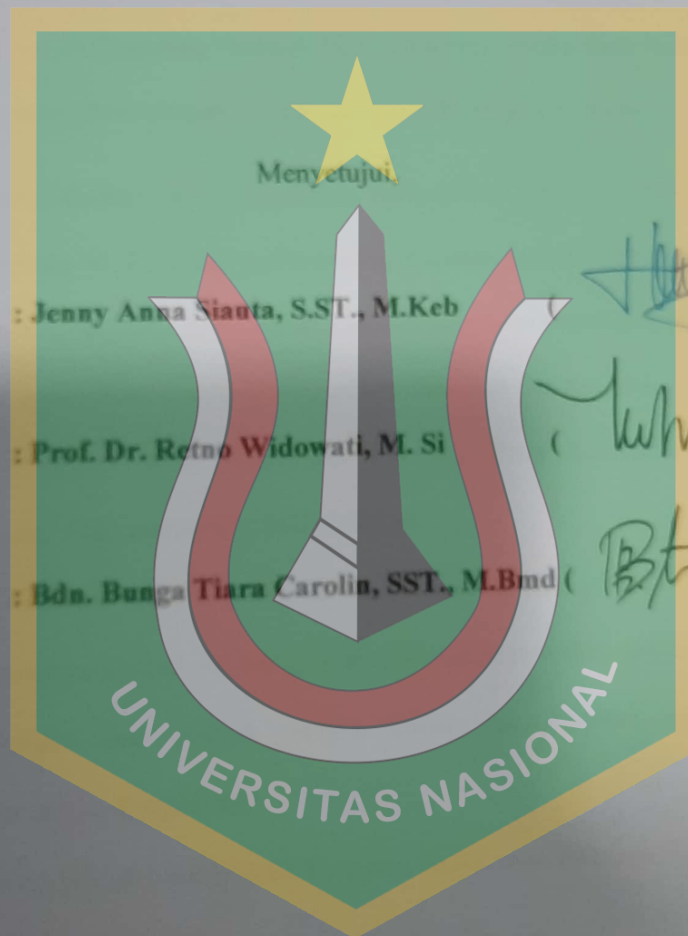 Menyetujui,
: Jenny Anna Siauta, S.ST., M.Keb (
: Prof. Dr. Retno Widowati, M. Si (
: Bdn. Bunga Tiara Carolin, SST., M.Bmd (
UNIVERSITAS NASIONAL